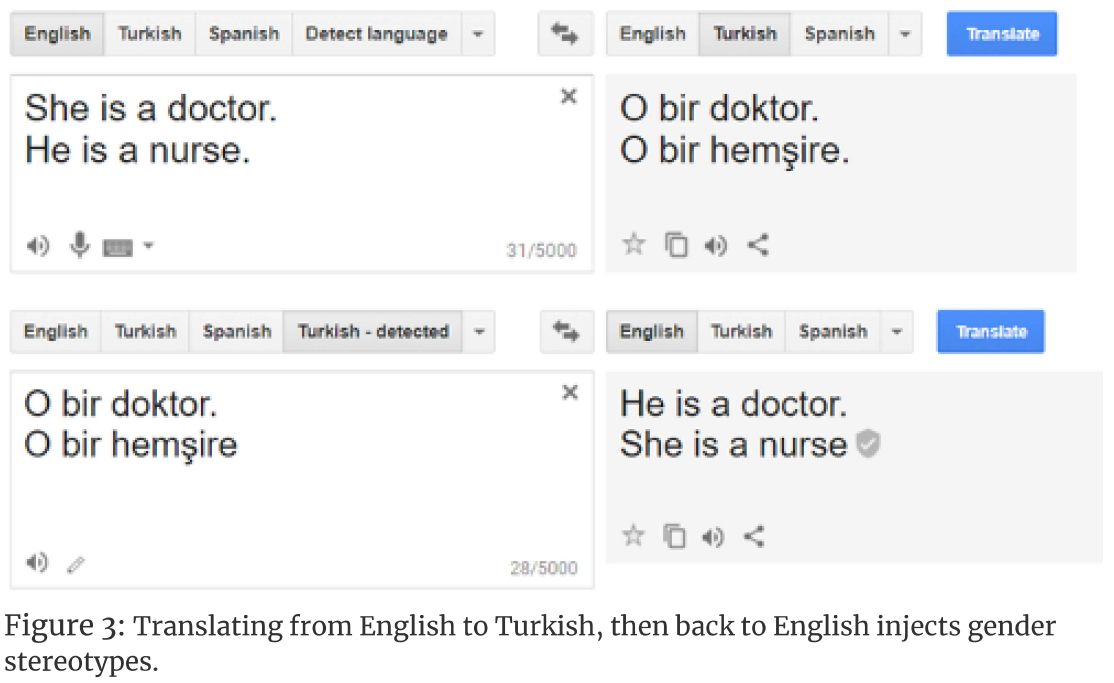 English Turkish Spanish Detect language English Turkish Spanish Translate
She is a doctor.
He is a nurse.
31/5000
O bir doktor.
O bir hemşire.
English Turkish Spanish Turkish - detected English Turkish Spanish Translate
O bir doktor.
O bir hemşire
28/5000
He is a doctor.
She is a nurse
Figure 3: Translating from English to Turkish, then back to English injects gender
stereotypes.